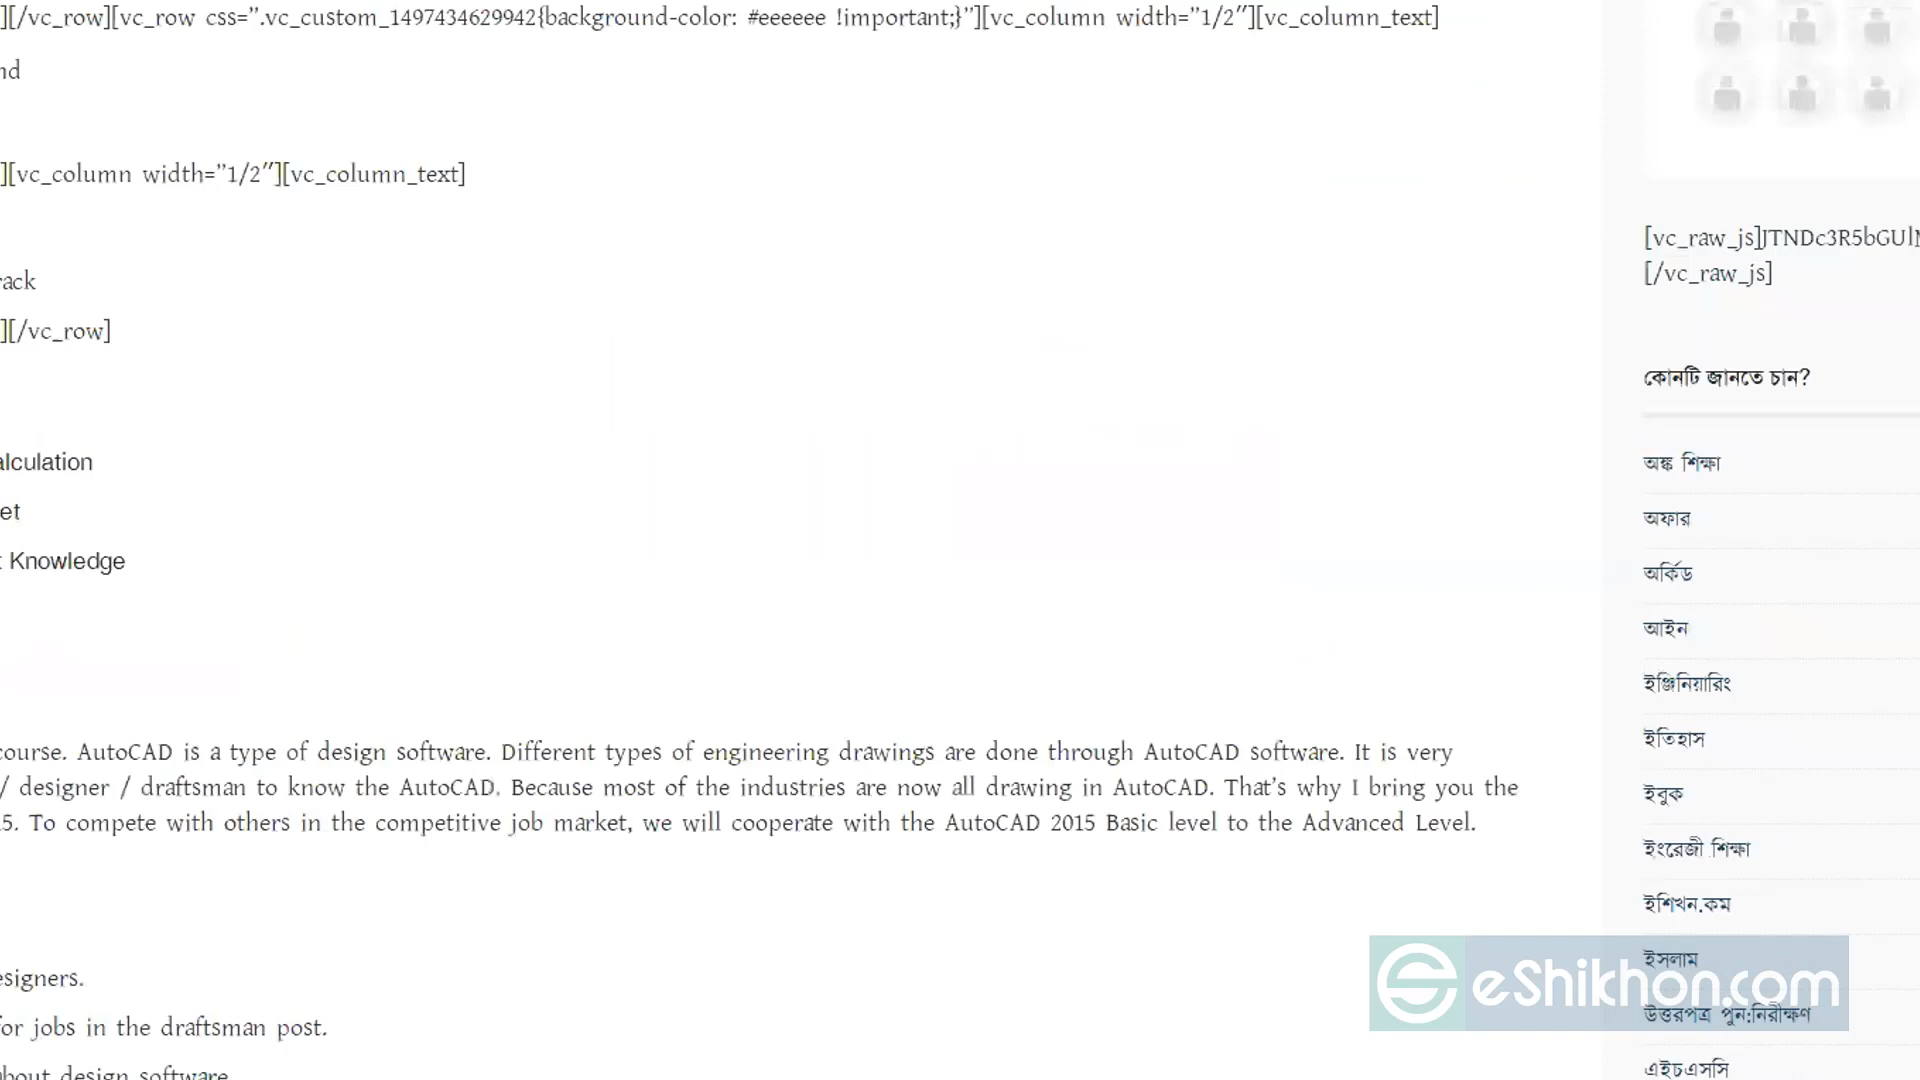 ][/vc_row][vc_row css=”.vc_custom_1497434629942{background-color: #eeeeee !important;}”][vc_column width=”1/2″][vc_column_text]
nd
][vc_column width=”1/2″][vc_column_text]
rack
][/vc_row]
alculation
et
t Knowledge
course. AutoCAD is a type of design software. Different types of engineering drawings are done through AutoCAD software. It is very
/ designer / draftsman to know the AutoCAD. Because most of the industries are now all drawing in AutoCAD. That’s why I bring you the
15. To compete with others in the competitive job market, we will cooperate with the AutoCAD 2015 Basic level to the Advanced Level.
esigners.
for jobs in the draftsman post.
about design software
[vc_raw_js]JTNDc3R5bGUlM
[/vc_raw_js]
কোনটি জানতে চান?
অঙ্ক শিক্ষা
অফার
অর্কিড
আইন
ইঞ্জিনিয়ারিং
ইতিহাস
ইবুক
ইংরেজী শিক্ষা
ইশিখন.কম
ইসলাম
eShikhon.com
উত্তরপত্র পুন:নিরীক্ষণ
এইচএসসি